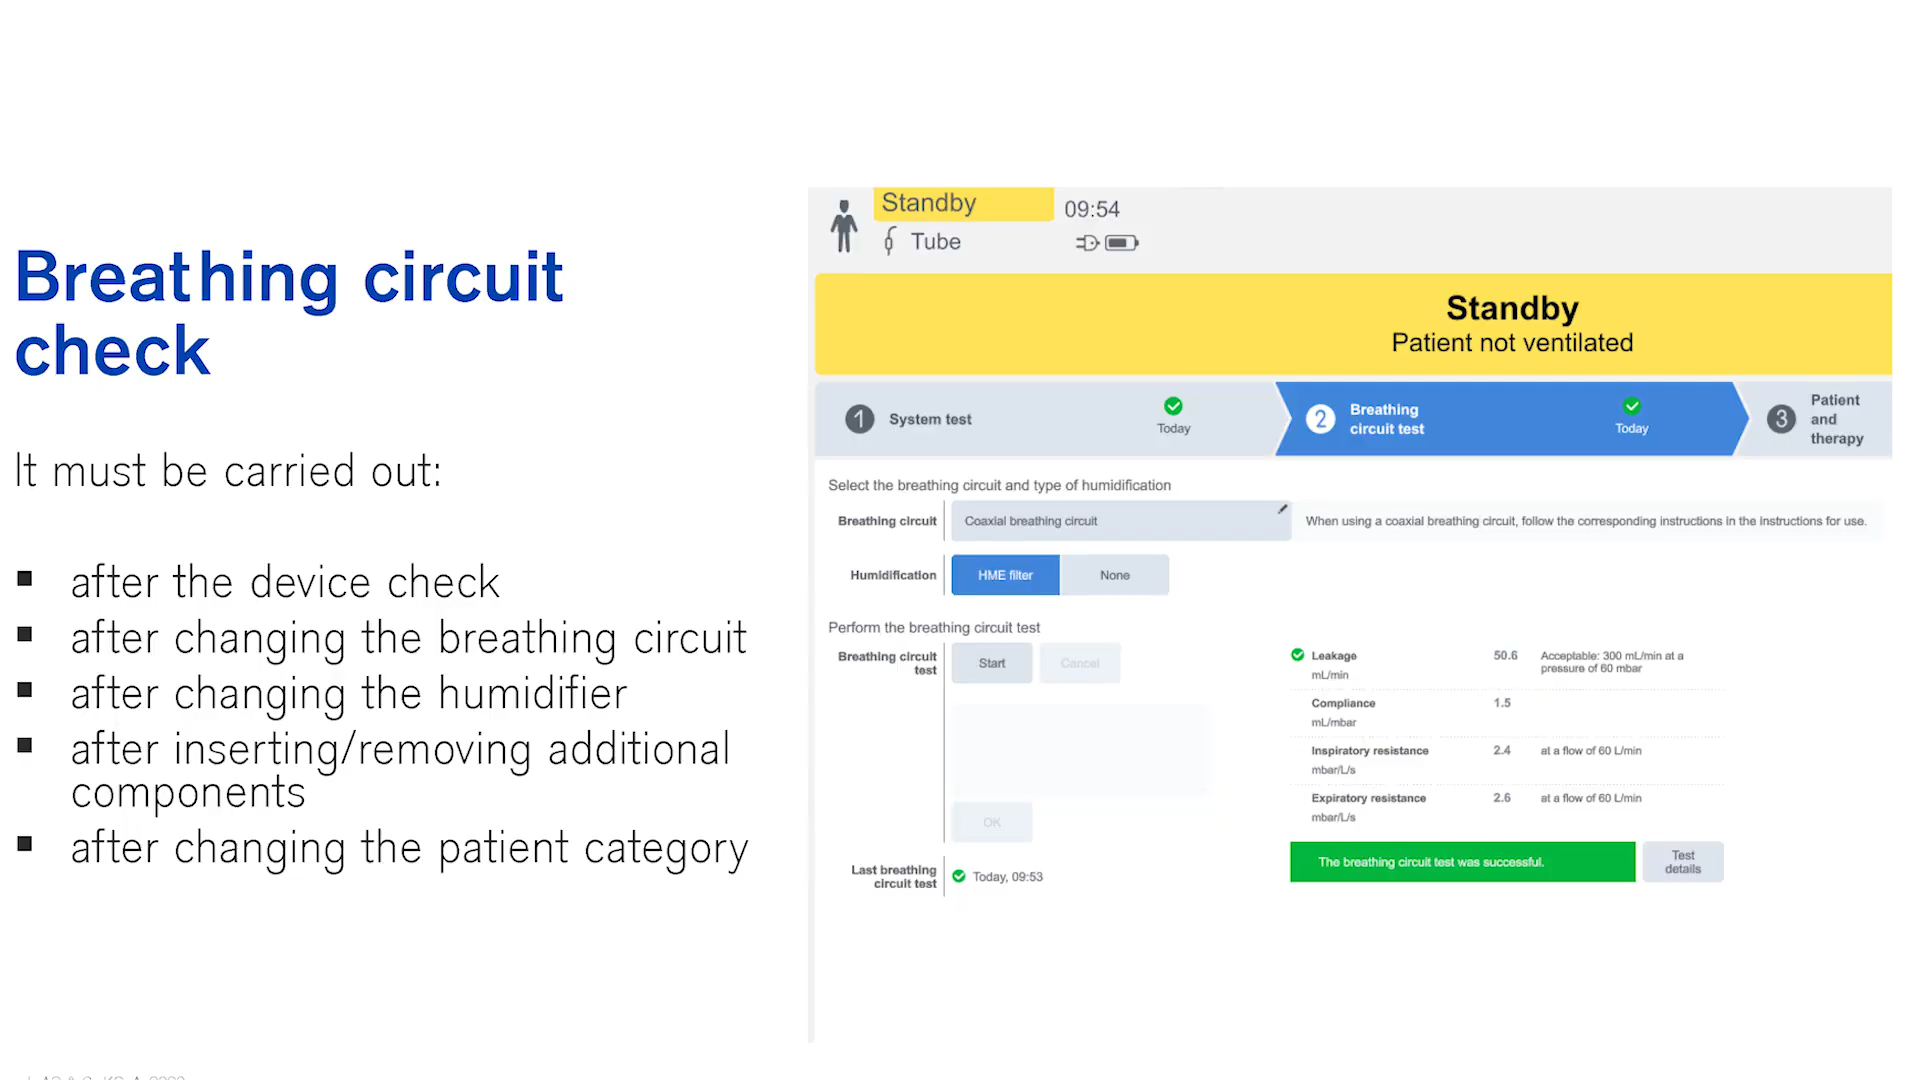 Breathing circuit
check
It must be carried out:
▪ after the device check
▪ after changing the breathing circuit
▪ after changing the humidifier
▪ after inserting/removing additional
components
▪ after changing the patient category
Standby
09:54
Tube
Standby
Patient not ventilated
1 System test
Today
2 Breathing
circuit test
Today
3 Patient
and
therapy
Select the breathing circuit and type of humidification
Breathing circuit
Coaxial breathing circuit
When using a coaxial breathing circuit, follow the corresponding instructions in the instructions for use.
Humidification
HME filter
None
Perform the breathing circuit test
Breathing circuit
test
Start
Cancel
OK
Last breathing
circuit test
Today, 09:53
Leakage 50.6 Acceptable: 300 mL/min at a
mL/min pressure of 60 mbar
Compliance 1.5
mL/mbar
Inspiratory resistance 2.4 at a flow of 60 L/min
mbar/L/s
Expiratory resistance 2.6 at a flow of 60 L/min
mbar/L/s
The breathing circuit test was successful.
Test
details